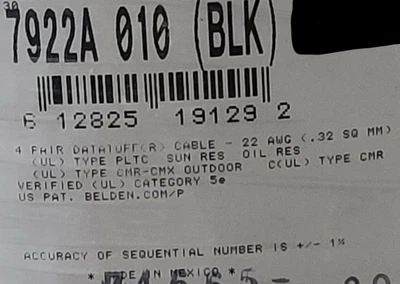 30
7922A 010 (BLK)
6 12825 19129 2
4 PAIR DATATUFF(R) CABLE - 22 AWG (.32 SQ MM)
(UL) TYPE PLTC SUN RES OIL RES
(UL) TYPE CMR-CMX OUTDOOR C(UL) TYPE CMR
VERIFIED (UL) CATEGORY 5e
US PAT. BELDEN.COM/P
ACCURACY OF SEQUENTIAL NUMBER IS +/- 1%
* MADE IN MEXICO *